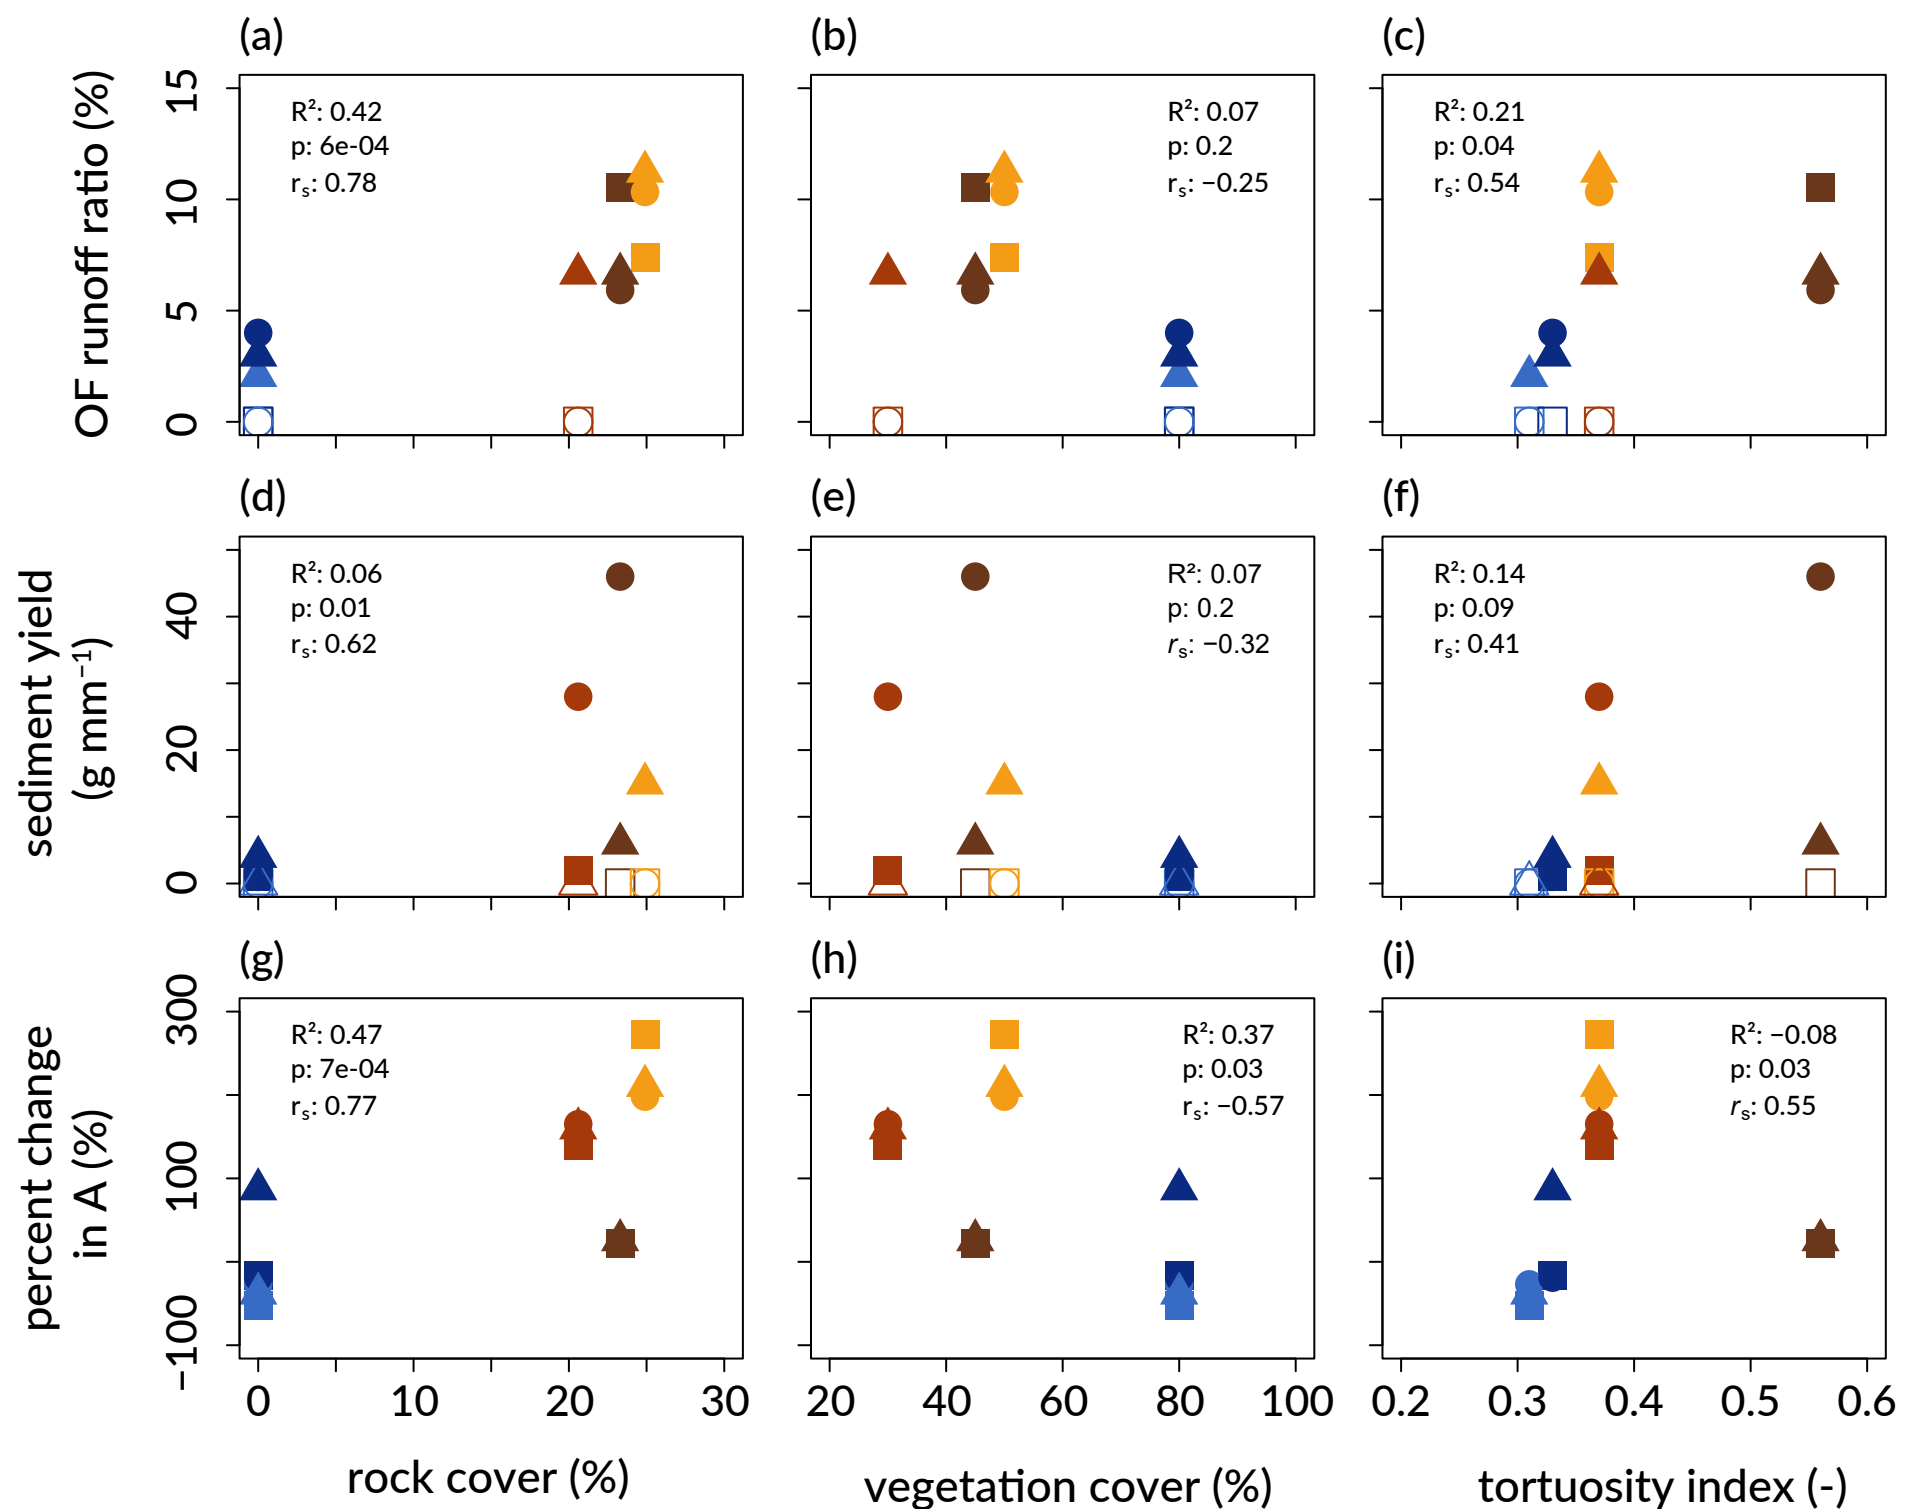 (a)
(b)
(c)
OF runoff ratio (%)
15
10
5
0
R²: 0.42
p: 6e-04
rₛ: 0.78
R²: 0.07
p: 0.2
rₛ: −0.25
R²: 0.21
p: 0.04
rₛ: 0.54
(d)
(e)
(f)
sediment yield
(g mm⁻¹)
40
20
0
R²: 0.06
p: 0.01
rₛ: 0.62
R²: 0.07
p: 0.2
rₛ: −0.32
R²: 0.14
p: 0.09
rₛ: 0.41
(g)
(h)
(i)
percent change
in A (%)
300
100
−100
R²: 0.47
p: 7e-04
rₛ: 0.77
R²: 0.37
p: 0.03
rₛ: −0.57
R²: −0.08
p: 0.03
rₛ: 0.55
0 10 20 30
20 40 60 80 100
0.2 0.3 0.4 0.5 0.6
rock cover (%)
vegetation cover (%)
tortuosity index (-)